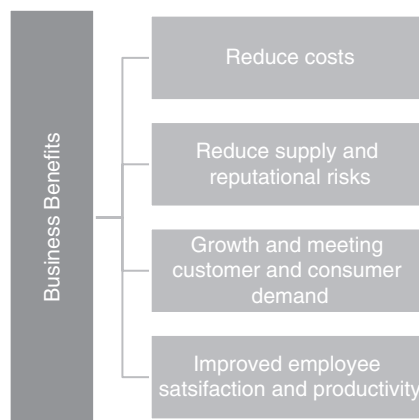 Business Benefits
Reduce costs
Reduce supply and
reputational risks
Growth and meeting
customer and consumer
demand
Improved employee
satsifaction and productivity